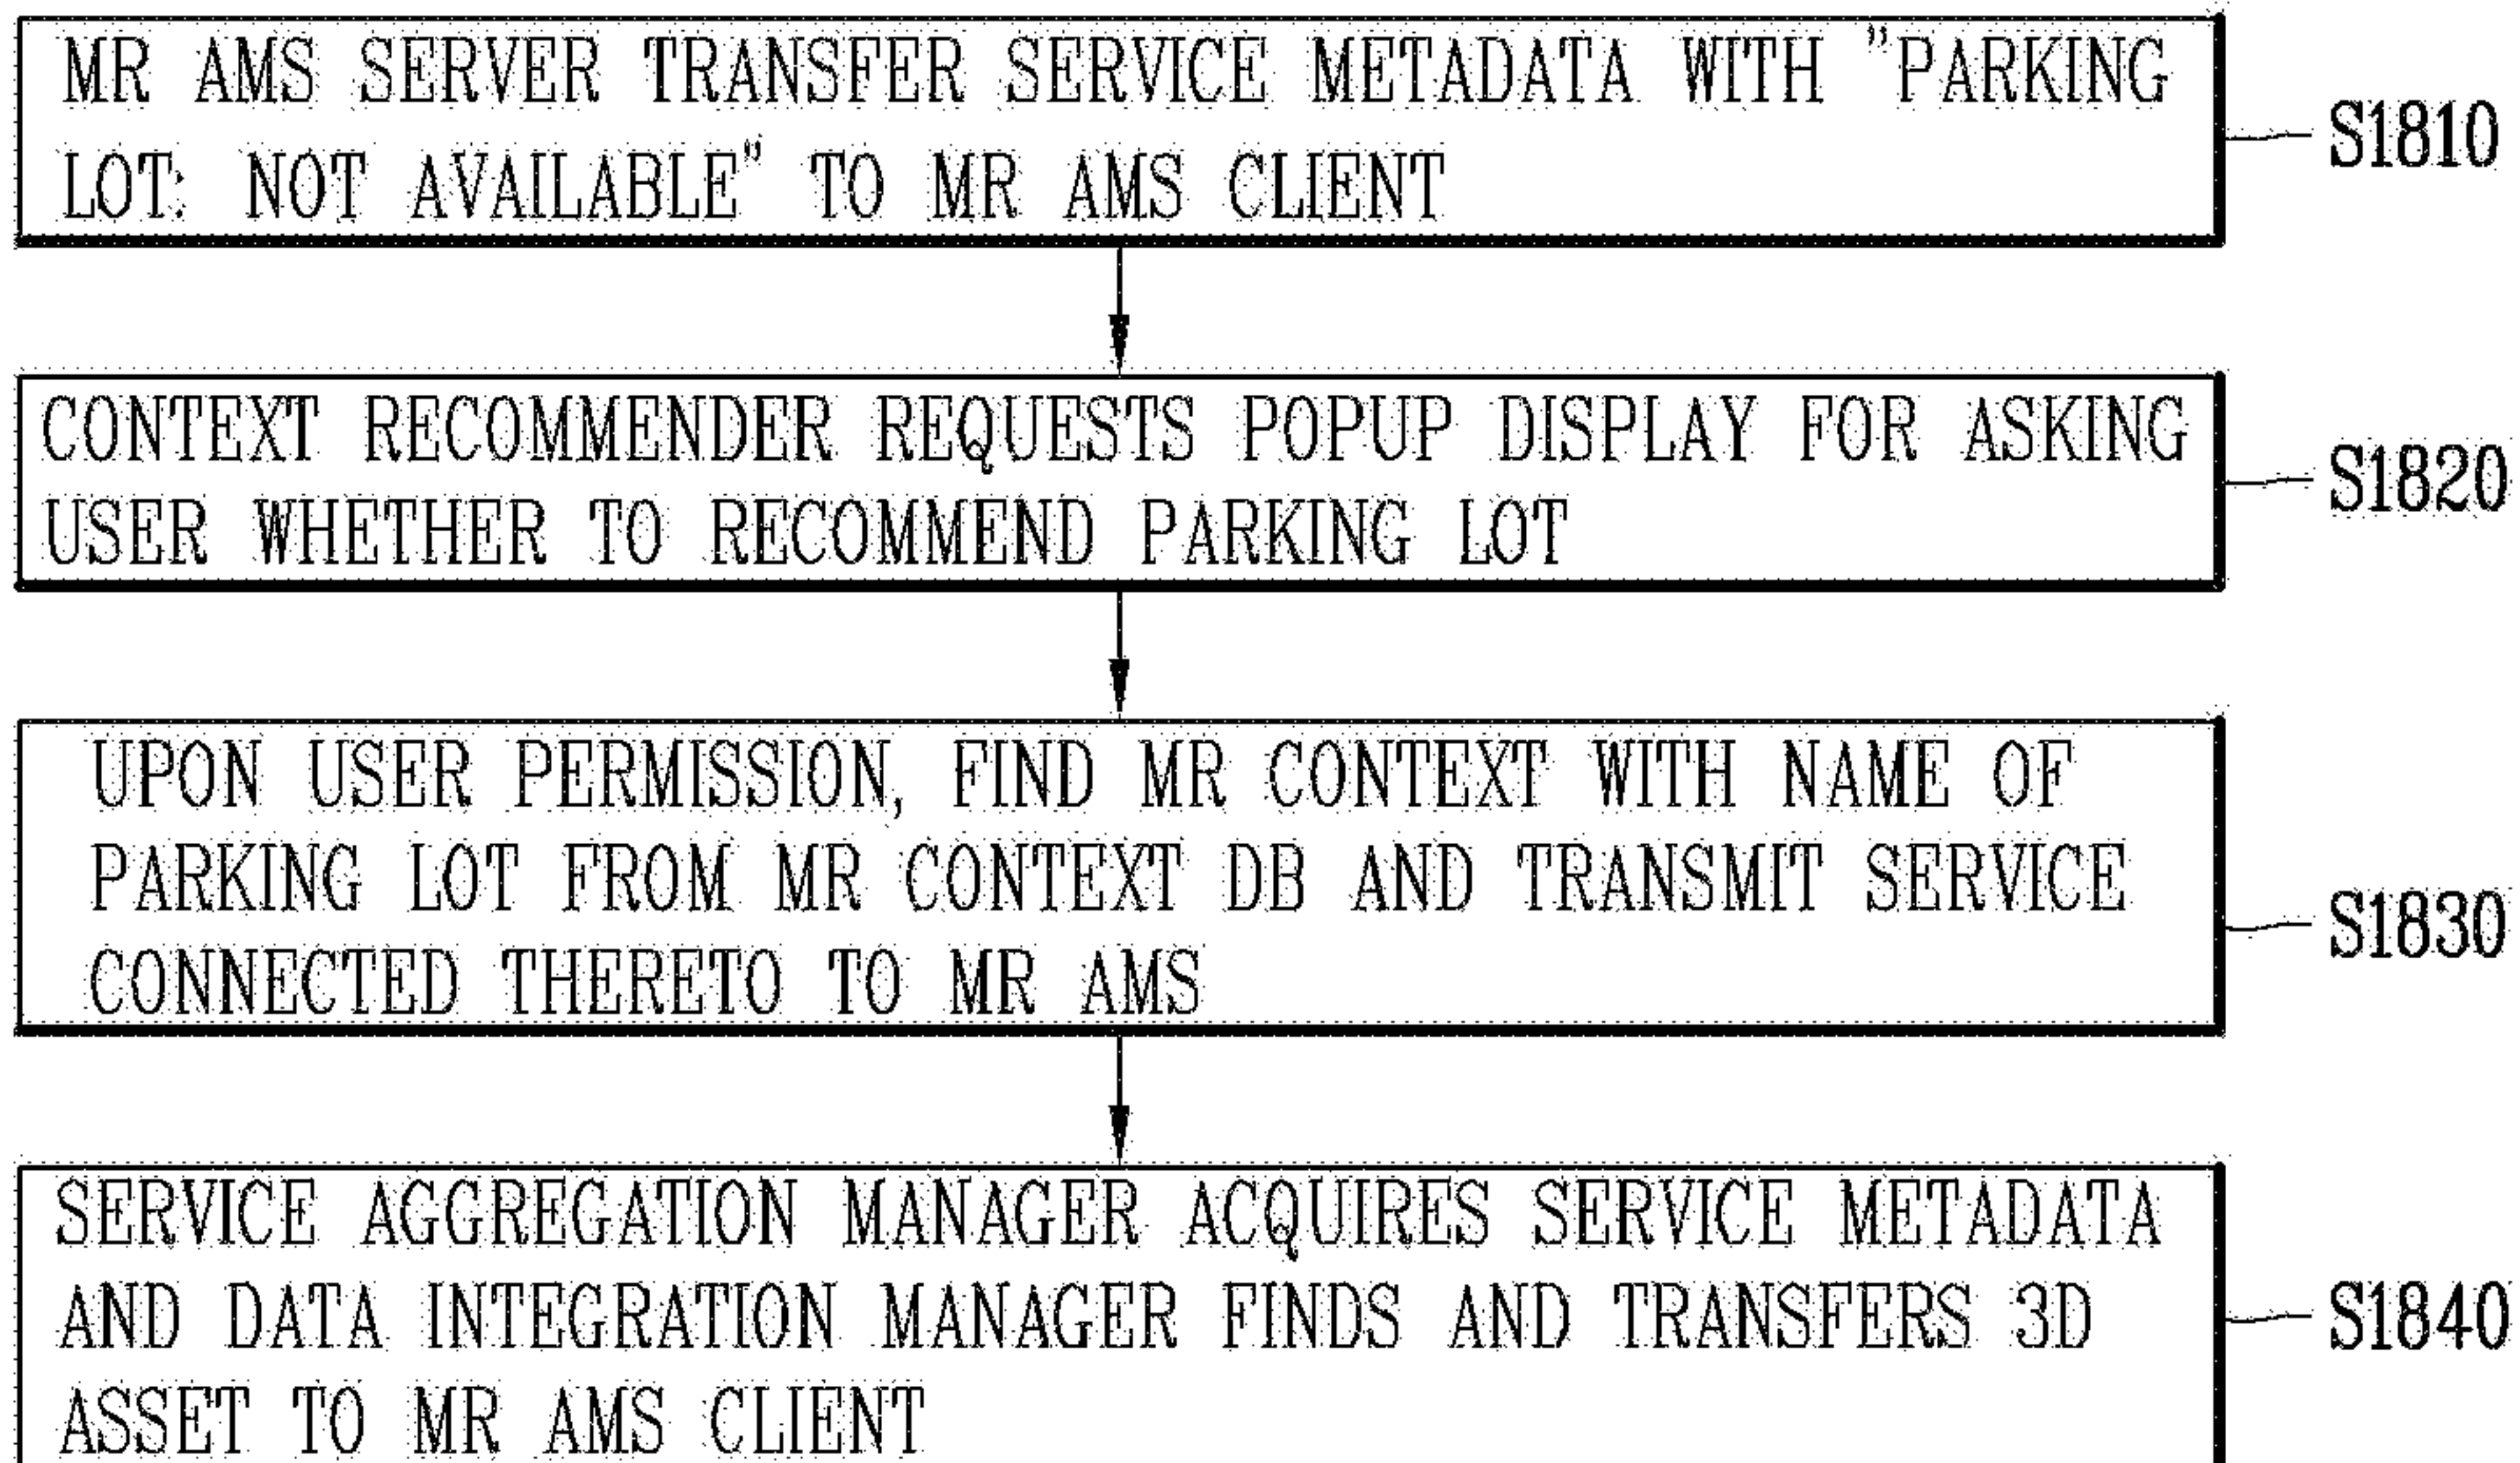 MR AMS SERVER TRANSFER SERVICE METADATA WITH "PARKING
LOT: NOT AVAILABLE" TO MR AMS CLIENT
S1810
CONTEXT RECOMMENDER REQUESTS POPUP DISPLAY FOR ASKING
USER WHETHER TO RECOMMEND PARKING LOT
S1820
UPON USER PERMISSION, FIND MR CONTEXT WITH NAME OF
PARKING LOT FROM MR CONTEXT DB AND TRANSMIT SERVICE
CONNECTED THERETO TO MR AMS
S1830
SERVICE AGGREGATION MANAGER ACQUIRES SERVICE METADATA
AND DATA INTEGRATION MANAGER FINDS AND TRANSFERS 3D
ASSET TO MR AMS CLIENT
S1840